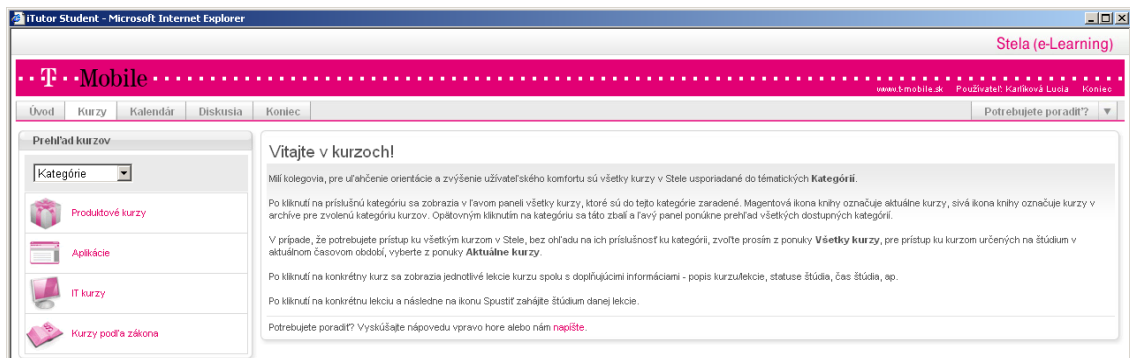 iTutor Student - Microsoft Internet Explorer
Stela (e-Learning)
T Mobile
www.t-mobile.sk Používateľ: Karlíková Lucia Koniec
Úvod Kurzy Kalendár Diskusia Koniec Potrebujete poradiť?
Prehľad kurzov
Kategórie
Produktové kurzy
Aplikácie
IT kurzy
Kurzy podľa zákona
Vitajte v kurzoch!
Milí kolegovia, pre uľahčenie orientácie a zvýšenie užívateľského komfortu sú všetky kurzy v Stele usporiadané do tématických Kategórií.
Po kliknutí na príslušnú kategóriu sa zobrazia v ľavom paneli všetky kurzy, ktoré sú do tejto kategórie zaradené. Magentová ikona knihy označuje aktuálne kurzy, sivá ikona knihy označuje kurzy v
archíve pre zvolenú kategóriu kurzov. Opätovným kliknutím na kategóriu sa táto zbalí a ľavý panel ponúkne prehľad všetkých dostupných kategórií.
V prípade, že potrebujete prístup ku všetkým kurzom v Stele, bez ohľadu na ich príslušnosť ku kategórii, zvoľte prosím z ponuky Všetky kurzy, pre prístup ku kurzom určených na štúdium v
aktuálnom časovom období, vyberte z ponuky Aktuálne kurzy.
Po kliknutí na konkrétny kurz sa zobrazia jednotlivé lekcie kurzu spolu s doplňujúcimi informáciami - popis kurzu/lekcie, statuse štúdia, čas štúdia, ap.
Po kliknutí na konkrétnu lekciu a následne na ikonu Spustiť zahájite štúdium danej lekcie.
Potrebujete poradiť? Vyskúšajte nápovedu vpravo hore alebo nám napíšte.